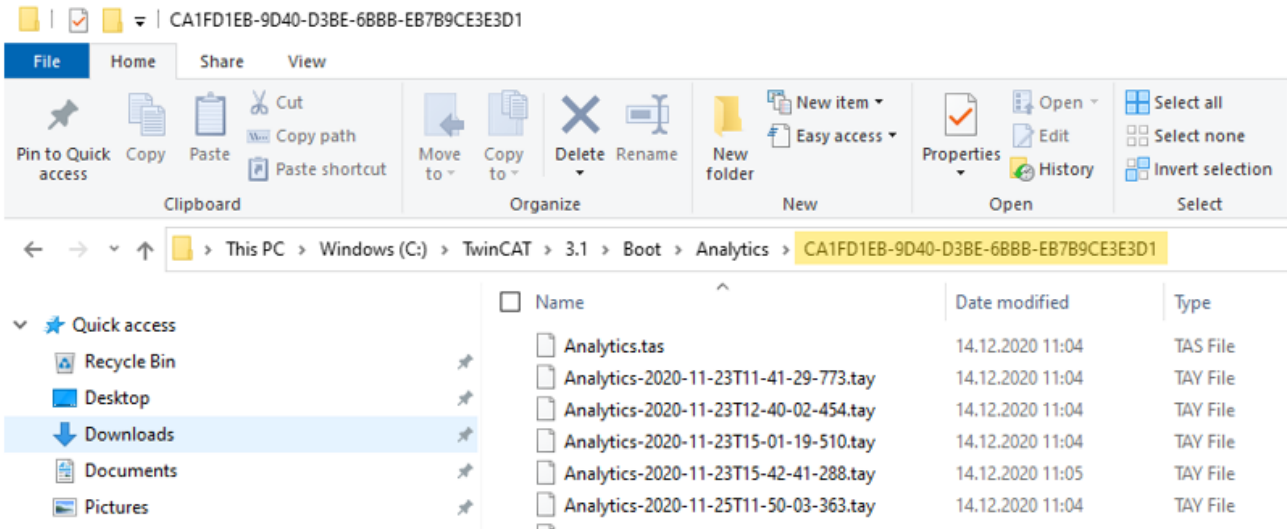 CA1FD1EB-9D40-D3BE-6BBB-EB7B9CE3E3D1
File Home Share View
Pin to Quick access
Copy
Paste
Cut
Copy path
Paste shortcut
Clipboard
Move to
Copy to
Delete
Rename
Organize
New folder
New item
Easy access
New
Properties
Open
Edit
History
Open
Select all
Select none
Invert selection
Select
This PC > Windows (C:) > TwinCAT > 3.1 > Boot > Analytics > CA1FD1EB-9D40-D3BE-6BBB-EB7B9CE3E3D1
Quick access
Recycle Bin
Desktop
Downloads
Documents
Pictures
Name Date modified Type
Analytics.tas 14.12.2020 11:04 TAS File
Analytics-2020-11-23T11-41-29-773.tay 14.12.2020 11:04 TAY File
Analytics-2020-11-23T12-40-02-454.tay 14.12.2020 11:04 TAY File
Analytics-2020-11-23T15-01-19-510.tay 14.12.2020 11:04 TAY File
Analytics-2020-11-23T15-42-41-288.tay 14.12.2020 11:05 TAY File
Analytics-2020-11-25T11-50-03-363.tay 14.12.2020 11:04 TAY File